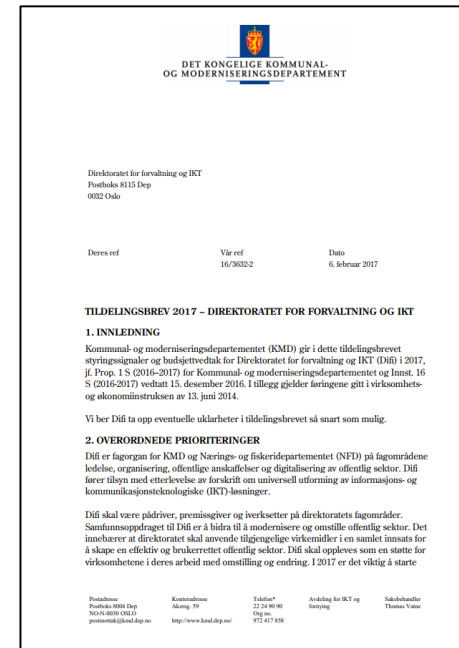 DET KONGELIGE KOMMUNAL-
OG MODERNISERINGSDEPARTEMENT
Direktoratet for forvaltning og IKT
Postboks 8115 Dep
0032 Oslo
Deres ref Vår ref Dato
16/3632-2 6. februar 2017
TILDELINGSBREV 2017 – DIREKTORATET FOR FORVALTNING OG IKT
1. INNLEDNING
Kommunal- og moderniseringsdepartementet (KMD) gir i dette tildelingsbrevet
styringssignaler og budsjettvedtak for Direktoratet for forvaltning og IKT (Difi) i 2017,
jf. Prop. 1 S (2016–2017) for Kommunal- og moderniseringsdepartementet og Innst. 16
S (2016-2017) vedtatt 15. desember 2016. I tillegg gjelder føringene gitt i virksomhets-
og økonomiinstruksen av 13. juni 2014.
Vi ber Difi ta opp eventuelle uklarheter i tildelingsbrevet så snart som mulig.
2. OVERORDNEDE PRIORITERINGER
Difi er fagorgan for KMD og Nærings- og fiskeridepartementet (NFD) på fagområdene
ledelse, organisering, offentlige anskaffelser og digitalisering av offentlig sektor. Difi
fører tilsyn med etterlevelse av forskrift om universell utforming av informasjons- og
kommunikasjonsteknologiske (IKT)-løsninger.
Difi skal være pådriver, premissgiver og iverksetter på direktoratets fagområder.
Samfunnsoppdraget til Difi er å bidra til å modernisere og omstille offentlig sektor. Det
innebærer at direktoratet skal anvende tilgjengelige virkemidler i en samlet innsats for
å skape en effektiv og brukerrettet offentlig sektor. Difi skal oppleves som en støtte for
virksomhetene i deres arbeid med omstilling og endring. I 2017 er det viktig å starte
Postadresse Kontoradresse Telefon* Avdeling for IKT og Saksbehandler
Postboks 8004 Dep Akersg. 59 22 24 90 90 fornying Thomas Vatne
NO-N-0030 OSLO Org no.
postmottak@kmd.dep.no http://www.kmd.dep.no/ 972 417 858